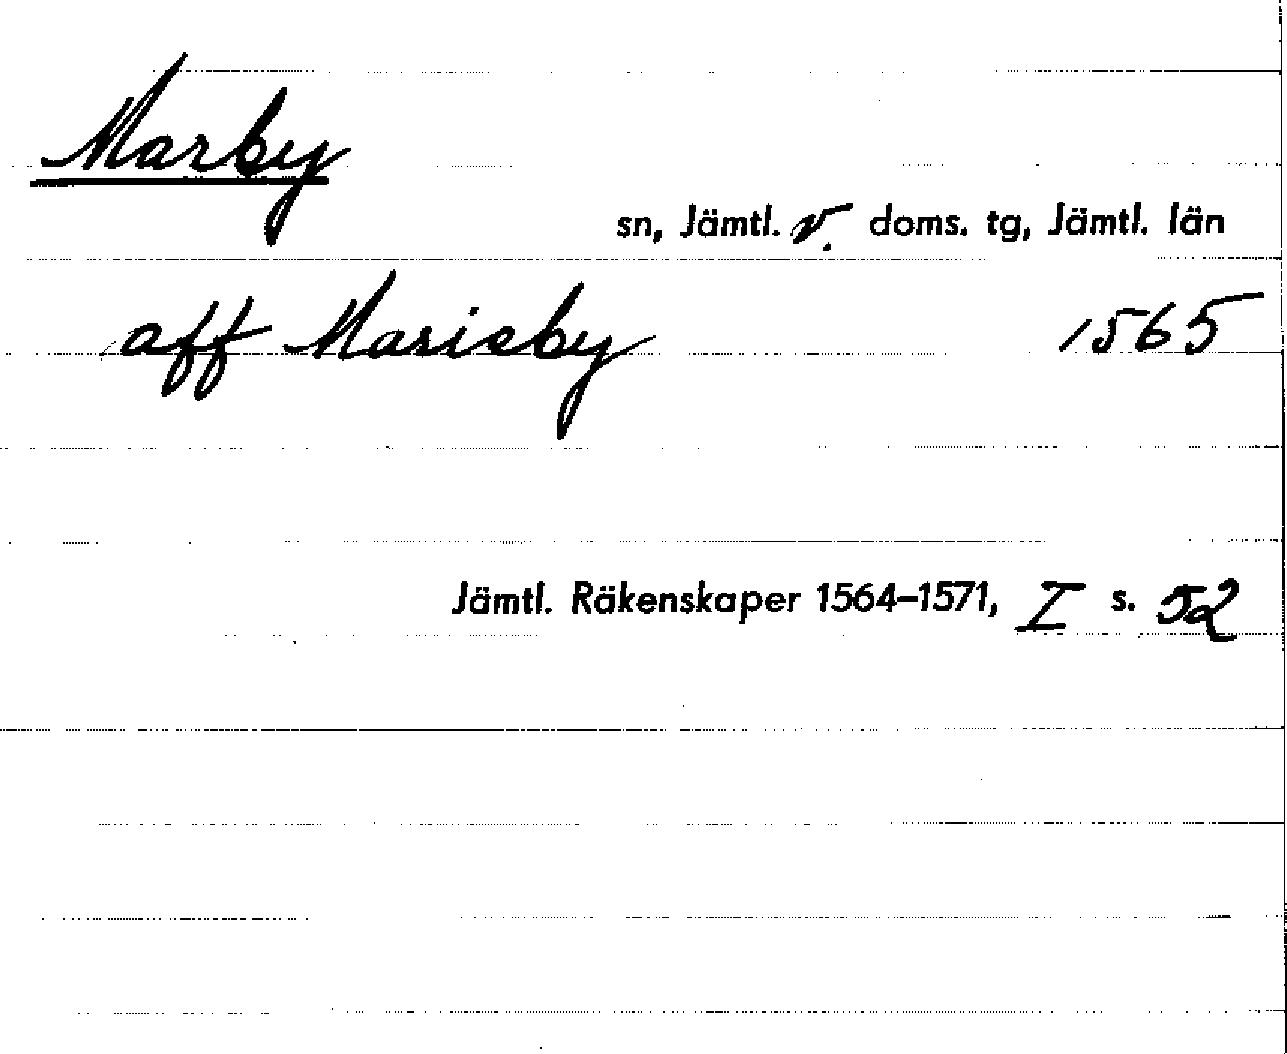 Marby
sn, Jämtl. v. doms. tg, Jämtl. län
aff Marieby 1565
Jämtl. Räkenskaper 1564–1571, I s. 52